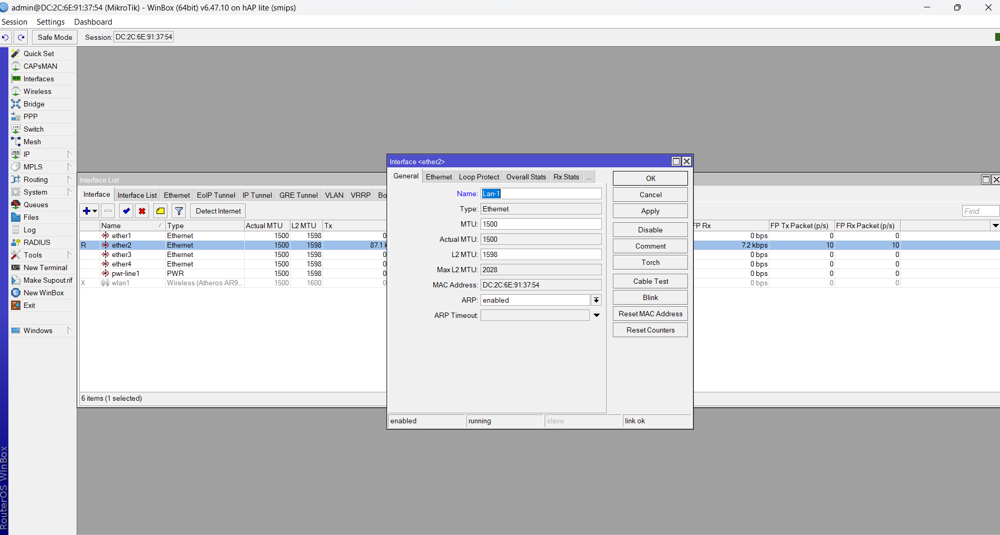 admin@DC:2C:6E:91:37:54 (MikroTik) - WinBox (64bit) v6.47.10 on hAP lite (smips)
Session Settings Dashboard
Safe Mode Session: DC:2C:6E:91:37:54
Quick Set
CAPsMAN
Interfaces
Wireless
Bridge
PPP
Switch
Mesh
IP
MPLS
Routing
System
Queues
Files
Log
RADIUS
Tools
New Terminal
Make Supout.rif
New WinBox
Exit
Windows
RouterOS WinBox
Interface List
Interface Interface List Ethernet EoIP Tunnel IP Tunnel GRE Tunnel VLAN VRRP Bo
Detect Internet Find
Name Type Actual MTU L2 MTU Tx FP Rx FP Tx Packet (p/s) FP Rx Packet (p/s)
ether1 Ethernet 1500 1598 0 0 bps 0 0
R ether2 Ethernet 1500 1598 87.1 k 7.2 kbps 10 10
ether3 Ethernet 1500 1598 0 0 bps 0 0
ether4 Ethernet 1500 1598 0 0 bps 0 0
pwr-line1 PWR 1500 1598 0 0 bps 0 0
X wlan1 Wireless (Atheros AR9... 1500 1600 0 0 bps 0 0
6 items (1 selected)
Interface <ether2>
General Ethernet Loop Protect Overall Stats Rx Stats ...
Name: Lan-1
Type: Ethernet
MTU: 1500
Actual MTU: 1500
L2 MTU: 1598
Max L2 MTU: 2028
MAC Address: DC:2C:6E:91:37:54
ARP: enabled
ARP Timeout:
OK
Cancel
Apply
Disable
Comment
Torch
Cable Test
Blink
Reset MAC Address
Reset Counters
enabled running slave link ok